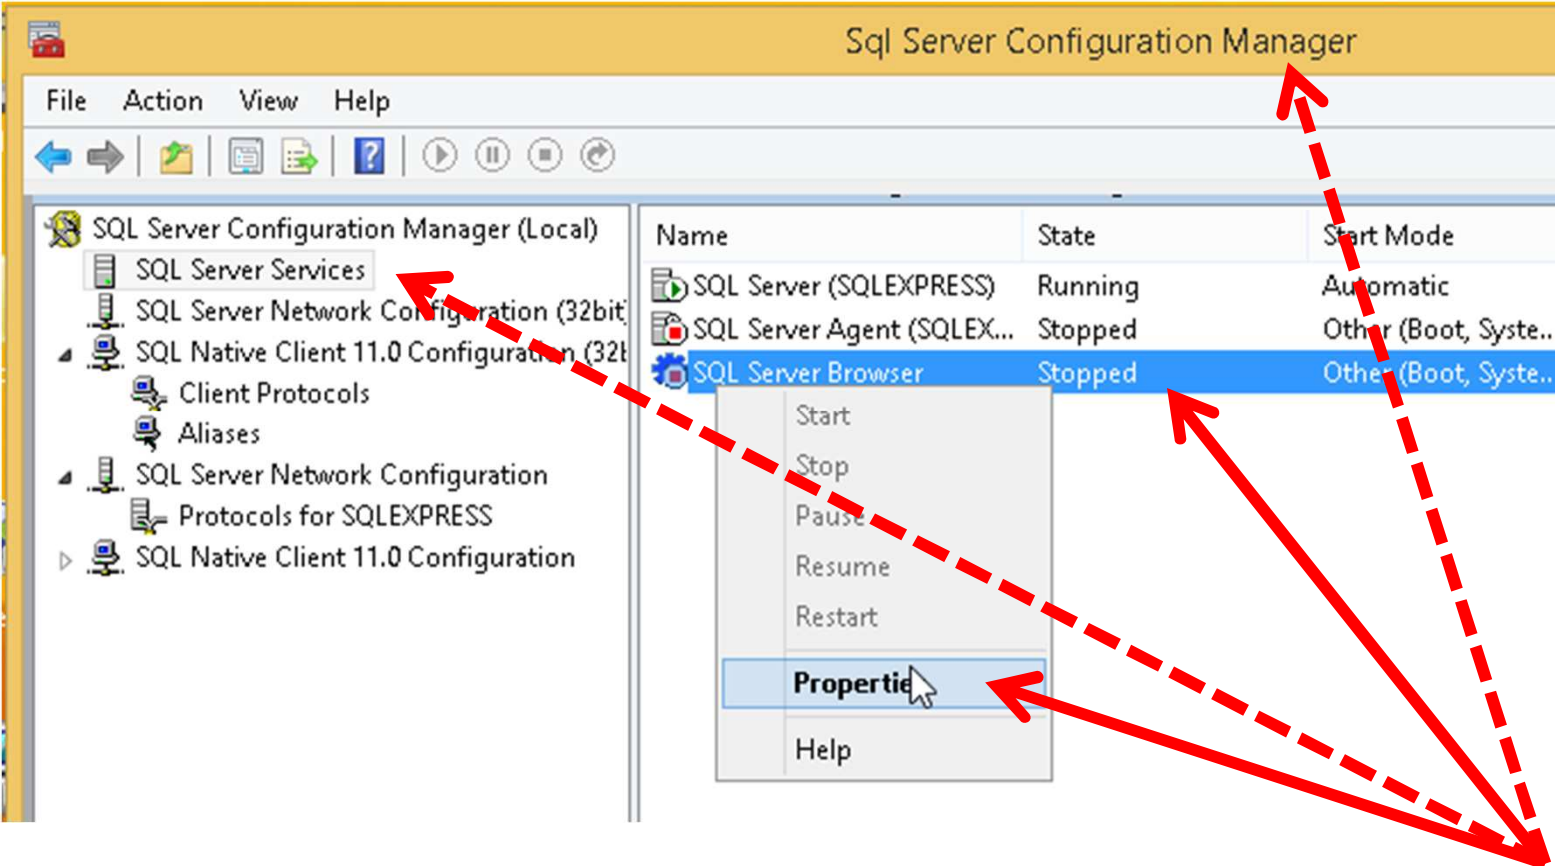 Sql Server Configuration Manager
File Action View Help
SQL Server Configuration Manager (Local)
SQL Server Services
SQL Server Network Configuration (32bit)
SQL Native Client 11.0 Configuration (32b
Client Protocols
Aliases
SQL Server Network Configuration
Protocols for SQLEXPRESS
SQL Native Client 11.0 Configuration
Name State Start Mode
SQL Server (SQLEXPRESS) Running Automatic
SQL Server Agent (SQLEX... Stopped Other (Boot, Syste...
SQL Server Browser Stopped Other (Boot, Syste...
Start
Stop
Pause
Resume
Restart
Propertie
Help